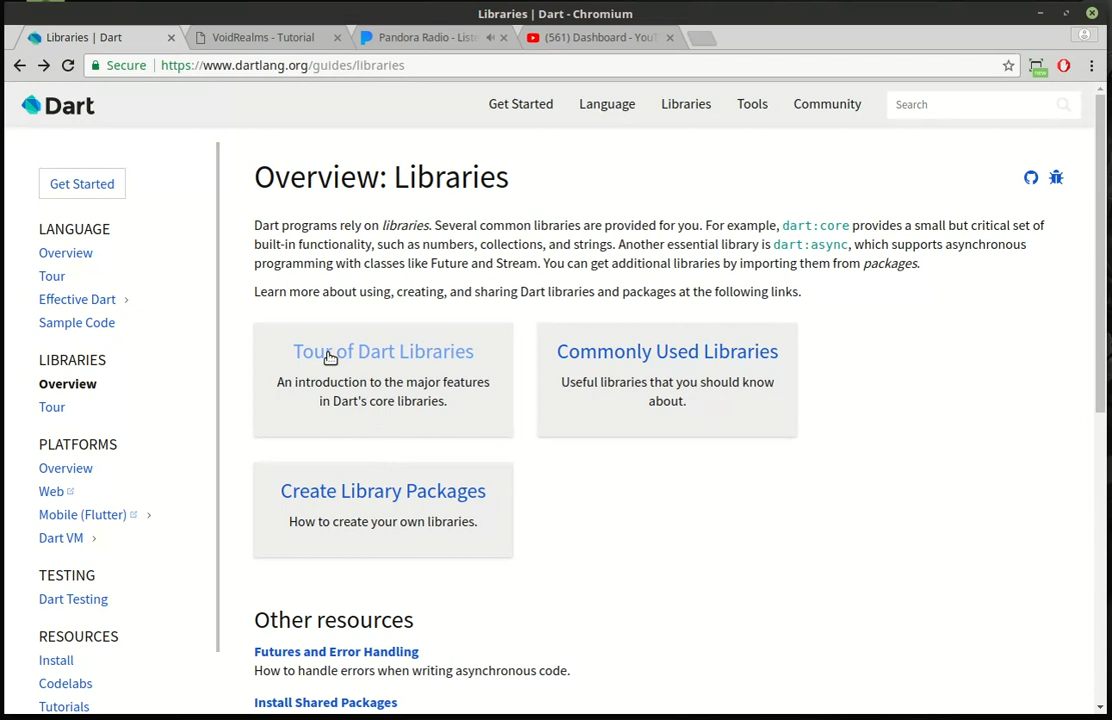 Libraries | Dart - Chromium
Libraries | Dart
VoidRealms - Tutorial
Pandora Radio - Liste
(561) Dashboard - YouT
Secure
https://www.dartlang.org/guides/libraries
new
Dart
Get Started
Language
Libraries
Tools
Community
Search
Get Started
LANGUAGE
Overview
Tour
Effective Dart
Sample Code
LIBRARIES
Overview
Tour
PLATFORMS
Overview
Web
Mobile (Flutter)
Dart VM
TESTING
Dart Testing
RESOURCES
Install
Codelabs
Tutorials
Overview: Libraries
Dart programs rely on libraries. Several common libraries are provided for you. For example, dart:core provides a small but critical set of
built-in functionality, such as numbers, collections, and strings. Another essential library is dart:async, which supports asynchronous
programming with classes like Future and Stream. You can get additional libraries by importing them from packages.
Learn more about using, creating, and sharing Dart libraries and packages at the following links.
Tour of Dart Libraries
An introduction to the major features
in Dart's core libraries.
Commonly Used Libraries
Useful libraries that you should know
about.
Create Library Packages
How to create your own libraries.
Other resources
Futures and Error Handling
How to handle errors when writing asynchronous code.
Install Shared Packages